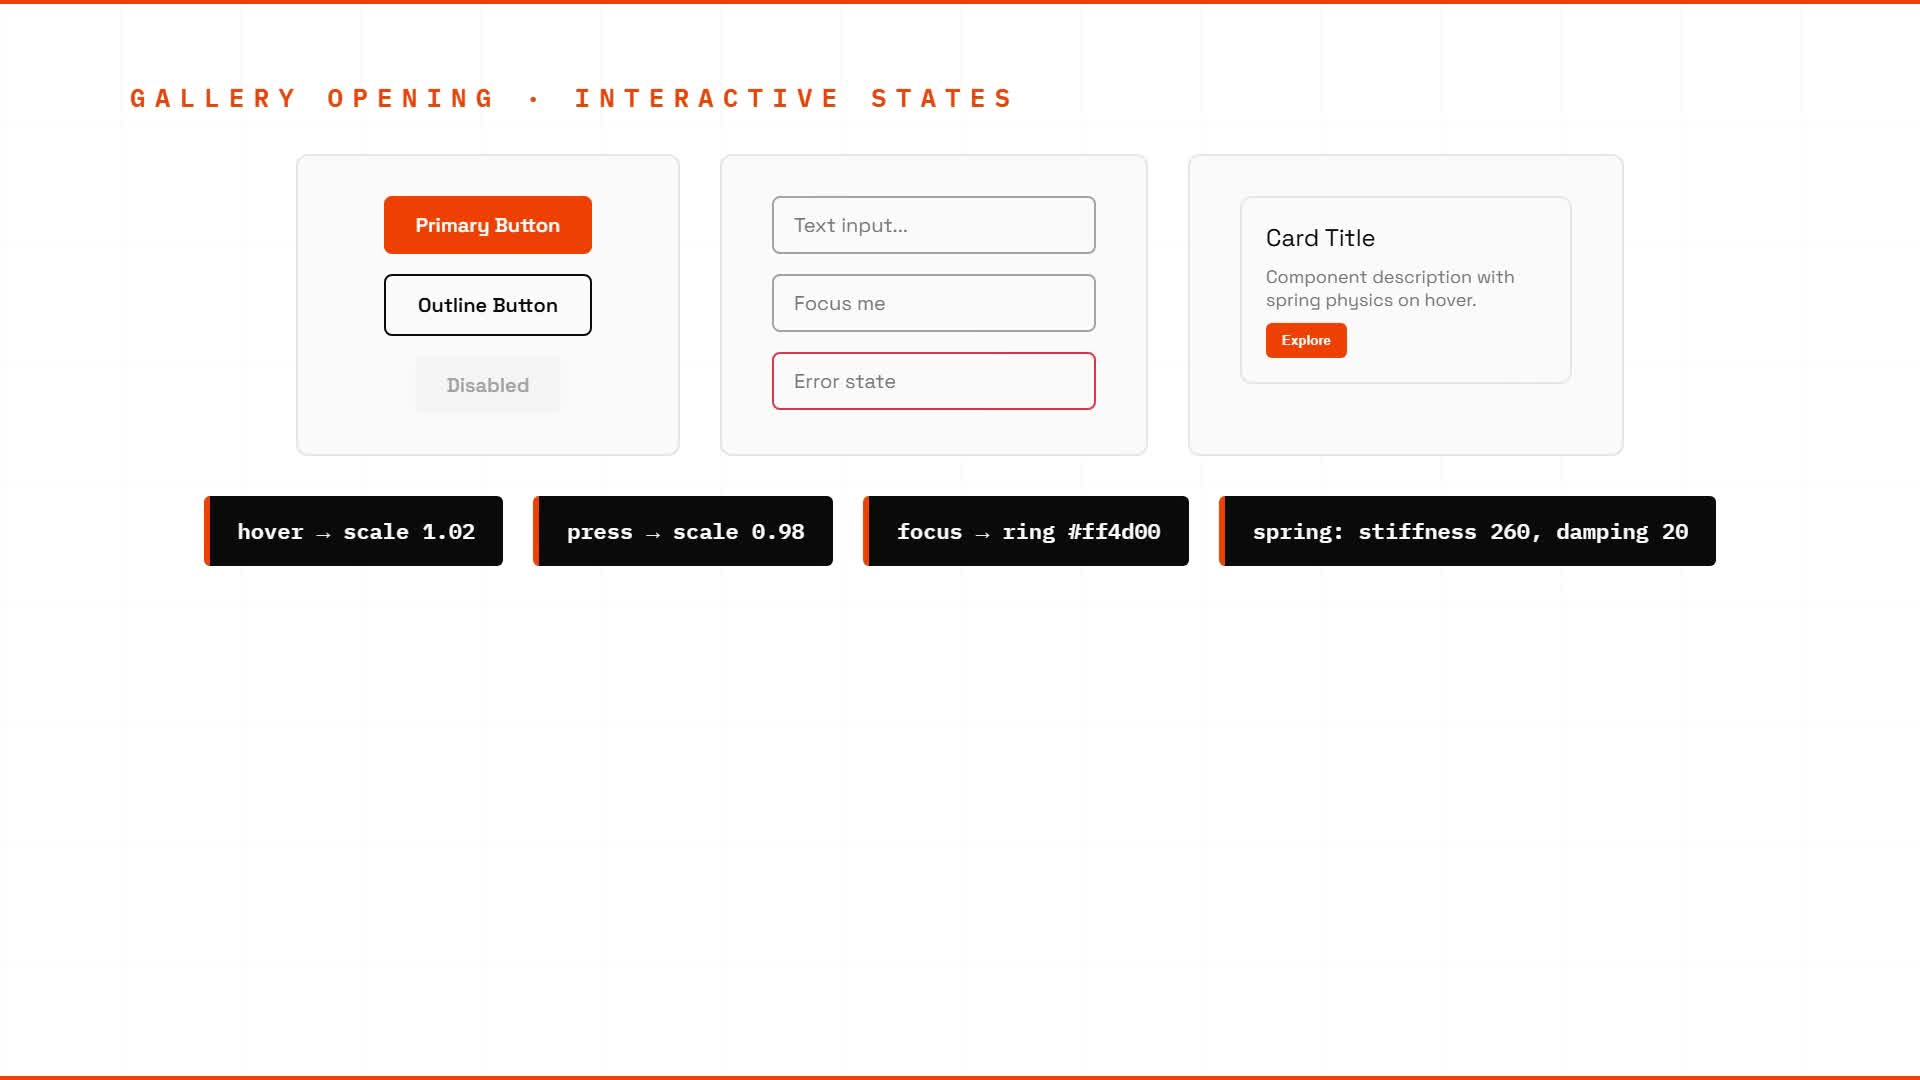 GALLERY OPENING · INTERACTIVE STATES
Primary Button
Outline Button
Disabled
Text input...
Focus me
Error state
Card Title
Component description with
spring physics on hover.
Explore
hover → scale 1.02
press → scale 0.98
focus → ring #ff4d00
spring: stiffness 260, damping 20